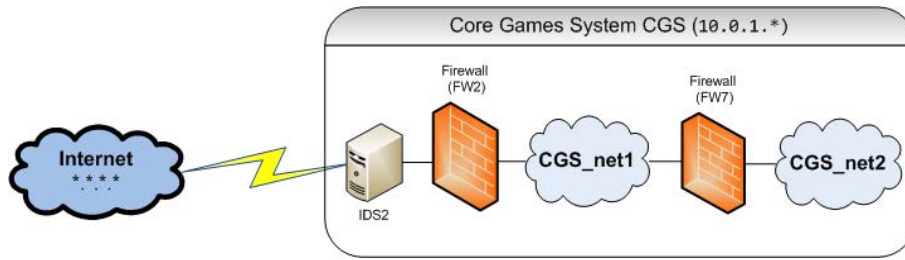 Core Games System CGS (10.0.1.*)
Firewall
(FW2)
Firewall
(FW7)
Internet
*.*.*.*
CGS_net1
CGS_net2
IDS2